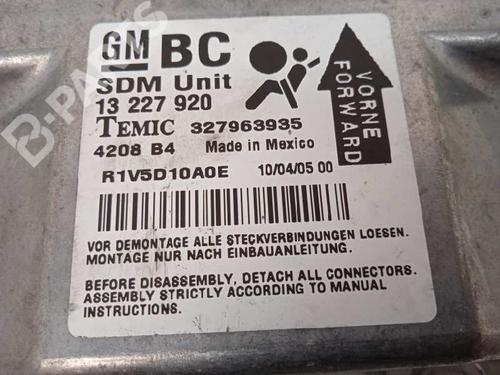 GM BC
SDM Unit
13 227 920
TEMIC 327963935
4208 B4 Made in Mexico
R1V5D10A0E 10/04/05 00
VORNE
FORWARD
VOR DEMONTAGE ALLE STECKVERBINDUNGEN LOESEN.
MONTAGE NUR NACH EINBAUANLEITUNG.
BEFORE DISASSEMBLY, DETACH ALL CONNECTORS.
ASSEMBLY STRICTLY ACCORDING TO MANUAL
INSTRUCTIONS.
B-PARTS